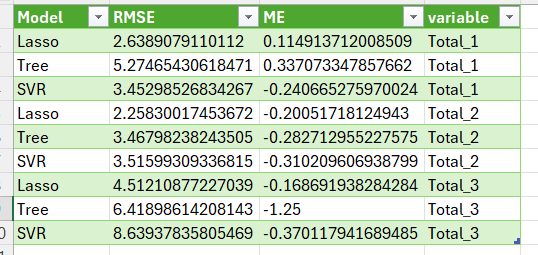 Model RMSE ME variable
Lasso 2.6389079110112 0.114913712008509 Total_1
Tree 5.27465430618471 0.337073347857662 Total_1
SVR 3.45298526834267 -0.240665275970024 Total_1
Lasso 2.25830017453672 -0.20051718124943 Total_2
Tree 3.46798238243505 -0.282712955227575 Total_2
SVR 3.51599309336815 -0.310209606938799 Total_2
Lasso 4.51210877227039 -0.168691938284284 Total_3
Tree 6.41898614208143 -1.25 Total_3
SVR 8.63937835805469 -0.370117941689485 Total_3